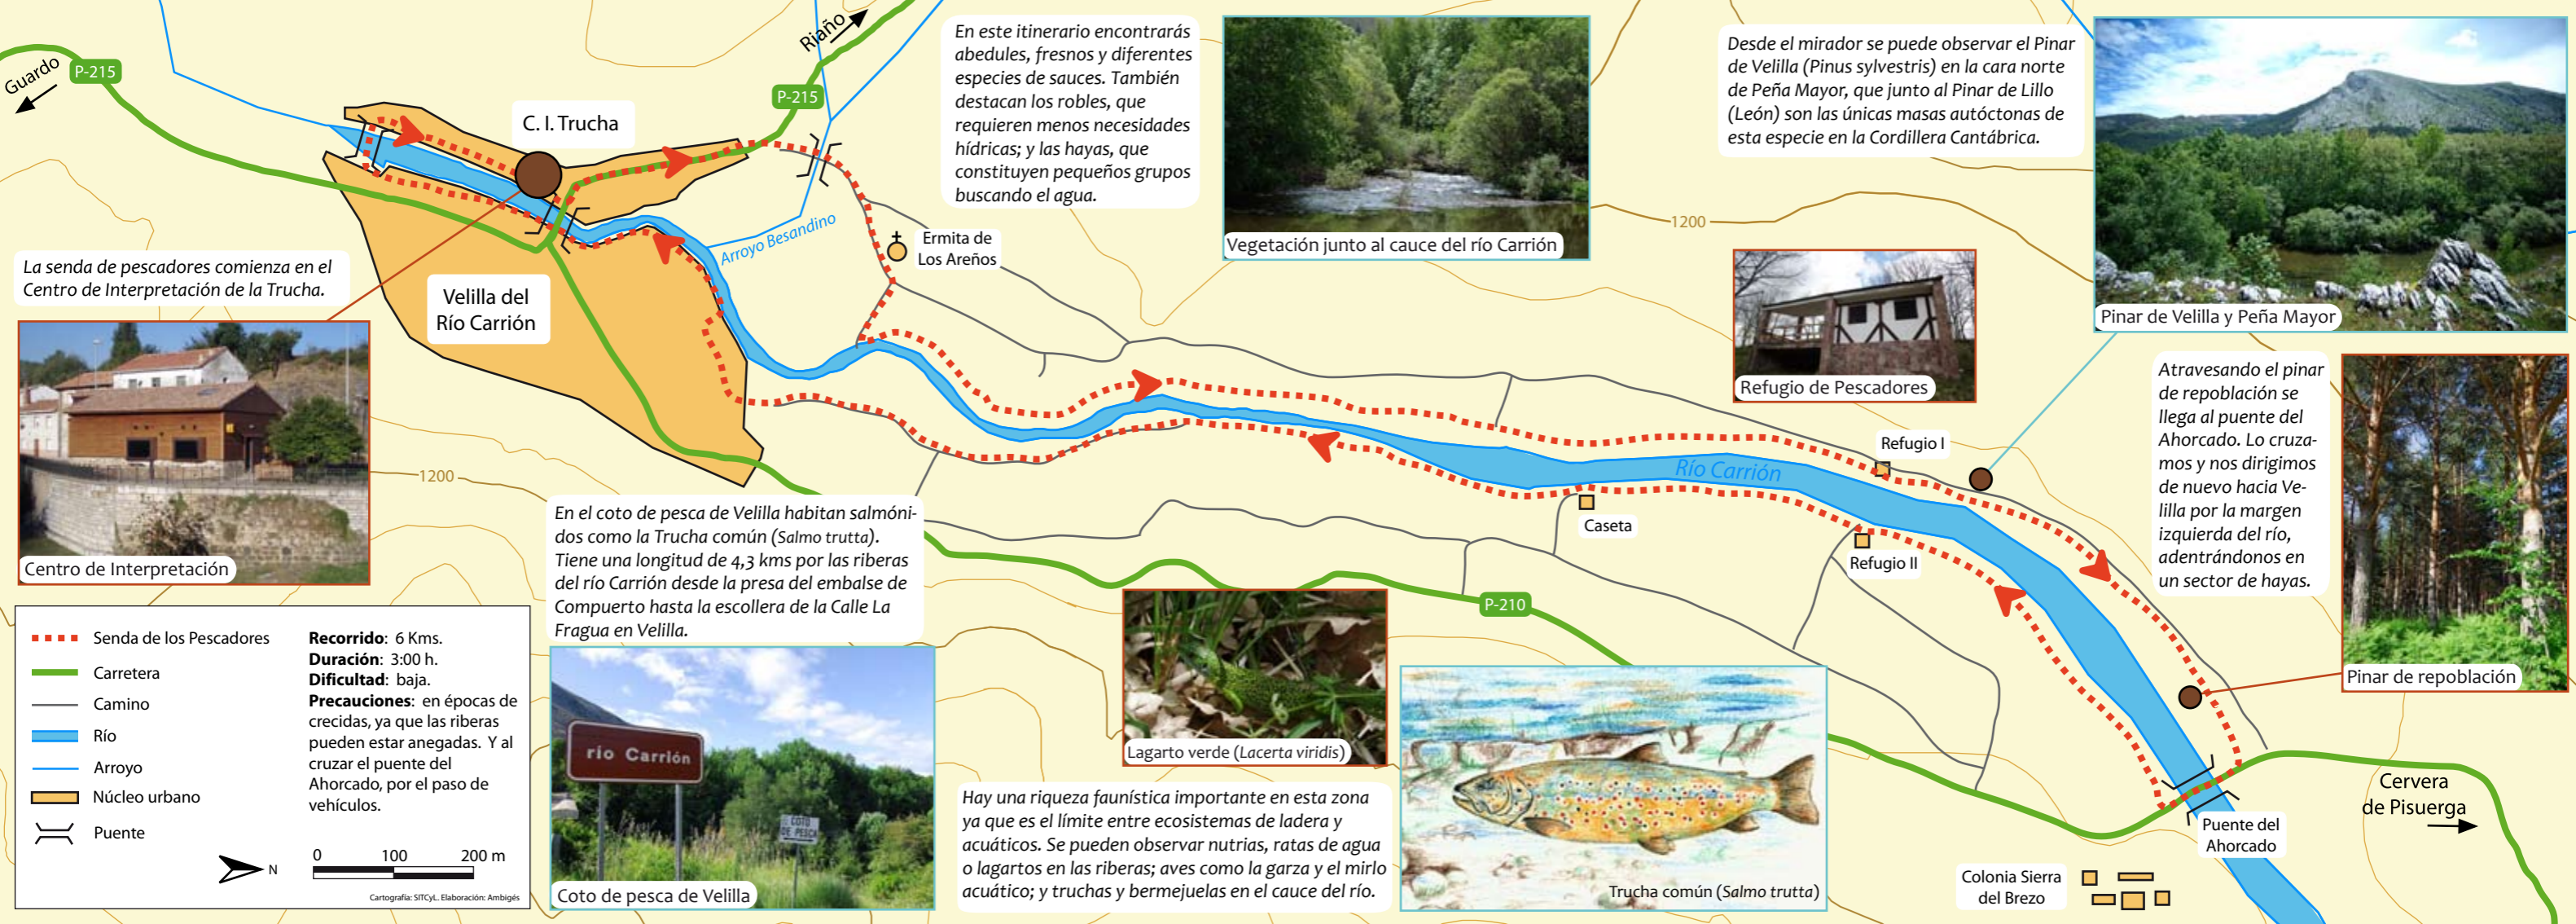 Guardo
P-215
Riaño
P-215
C. I. Trucha
En este itinerario encontrarás
abedules, fresnos y diferentes
especies de sauces. También
destacan los robles, que
requieren menos necesidades
hídricas; y las hayas, que
constituyen pequeños grupos
buscando el agua.
Vegetación junto al cauce del río Carrión
Desde el mirador se puede observar el Pinar
de Velilla (Pinus sylvestris) en la cara norte
de Peña Mayor, que junto al Pinar de Lillo
(León) son las únicas masas autóctonas de
esta especie en la Cordillera Cantábrica.
Pinar de Velilla y Peña Mayor
1200
Arroyo Besandino
Ermita de
Los Areños
La senda de pescadores comienza en el
Centro de Interpretación de la Trucha.
Velilla del
Río Carrión
Centro de Interpretación
1200
Refugio de Pescadores
Atravesando el pinar
de repoblación se
llega al puente del
Ahorcado. Lo cruza-
mos y nos dirigimos
de nuevo hacia Ve-
lilla por la margen
izquierda del río,
adentrándonos en
un sector de hayas.
Pinar de repoblación
Refugio I
Río Carrión
Caseta
Refugio II
En el coto de pesca de Velilla habitan salmóni-
dos como la Trucha común (Salmo trutta).
Tiene una longitud de 4,3 kms por las riberas
del río Carrión desde la presa del embalse de
Compuerto hasta la escollera de la Calle La
Fragua en Velilla.
río Carrión
COTO
DE PESCA
Coto de pesca de Velilla
P-210
Lagarto verde (Lacerta viridis)
Hay una riqueza faunística importante en esta zona
ya que es el límite entre ecosistemas de ladera y
acuáticos. Se pueden observar nutrias, ratas de agua
o lagartos en las riberas; aves como la garza y el mirlo
acuático; y truchas y bermejuelas en el cauce del río.
Trucha común (Salmo trutta)
Cervera
de Pisuerga
Puente del
Ahorcado
Colonia Sierra
del Brezo
Senda de los Pescadores
Carretera
Camino
Río
Arroyo
Núcleo urbano
Puente
Recorrido: 6 Kms.
Duración: 3:00 h.
Dificultad: baja.
Precauciones: en épocas de
crecidas, ya que las riberas
pueden estar anegadas. Y al
cruzar el puente del
Ahorcado, por el paso de
vehículos.
N
0 100 200 m
Cartografía: SITCyL. Elaboración: Ambigés